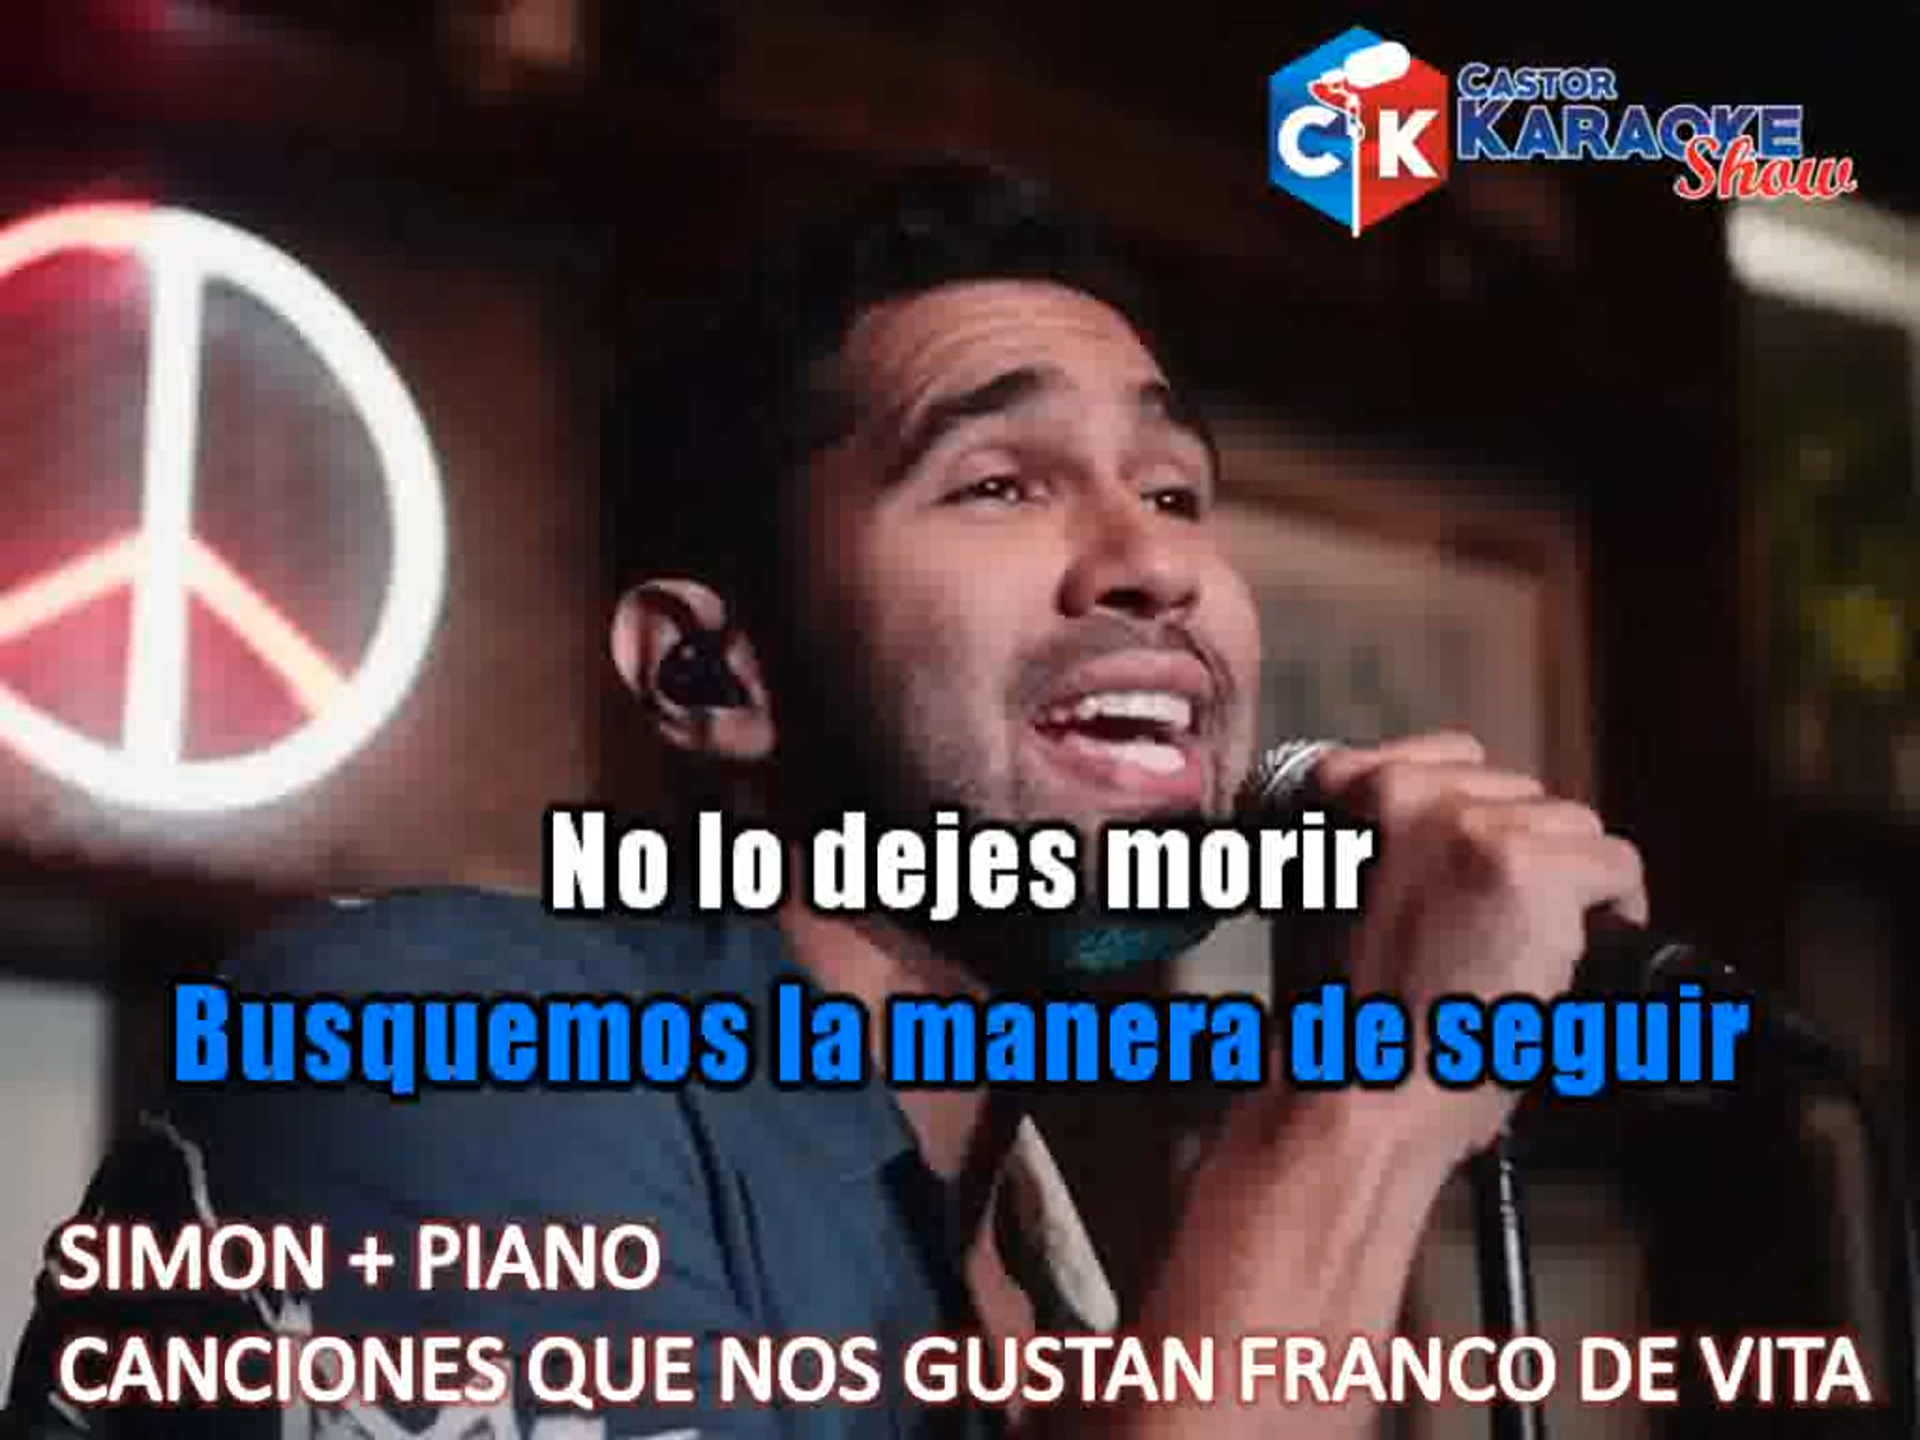 CK
CASTOR
KARAOKE
Show
No lo dejes morir
Busquemos la manera de seguir
SIMON + PIANO
CANCIONES QUE NOS GUSTAN FRANCO DE VITA